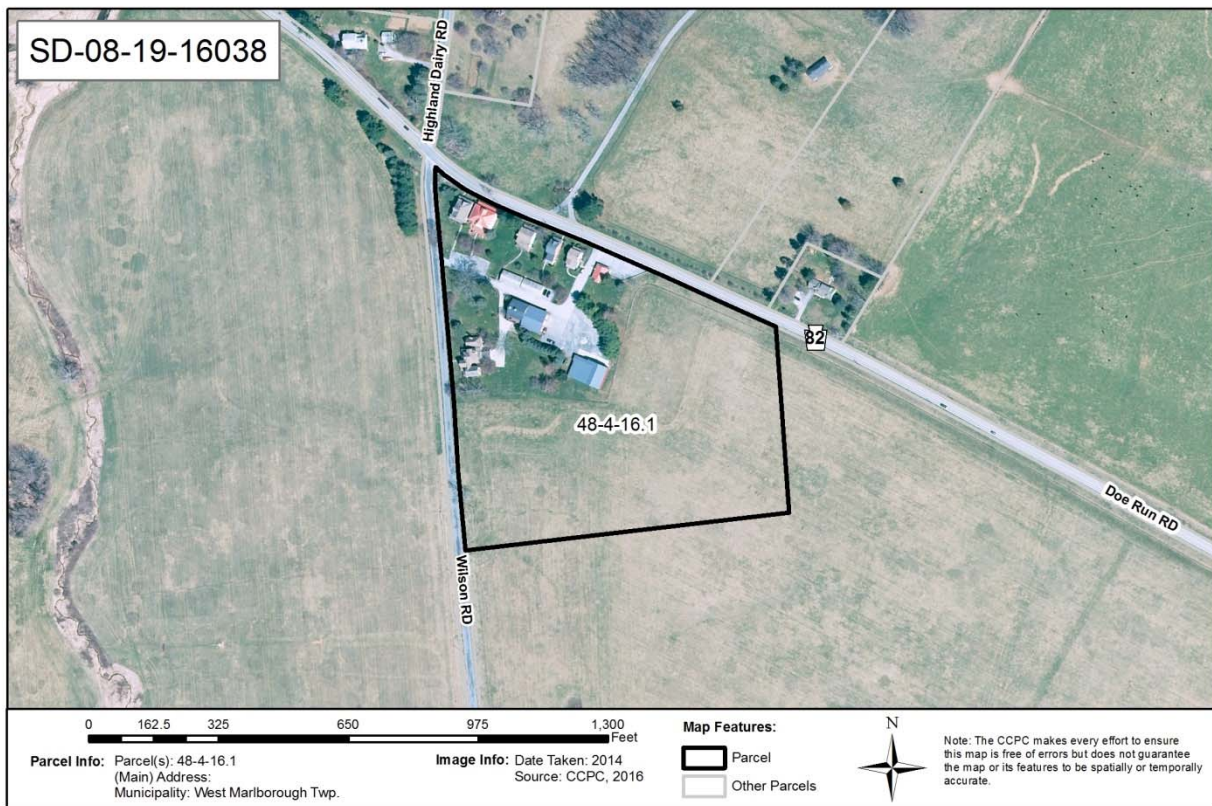 SD-08-19-16038
Highland Dairy RD
82
48-4-16.1
Doe Run RD
Wilson RD
0 162.5 325 650 975 1,300
Feet
Parcel Info: Parcel(s): 48-4-16.1
(Main) Address:
Municipality: West Marlborough Twp.
Image Info: Date Taken: 2014
Source: CCPC, 2016
Map Features:
Parcel
Other Parcels
N
Note: The CCPC makes every effort to ensure
this map is free of errors but does not guarantee
the map or its features to be spatially or temporally
accurate.